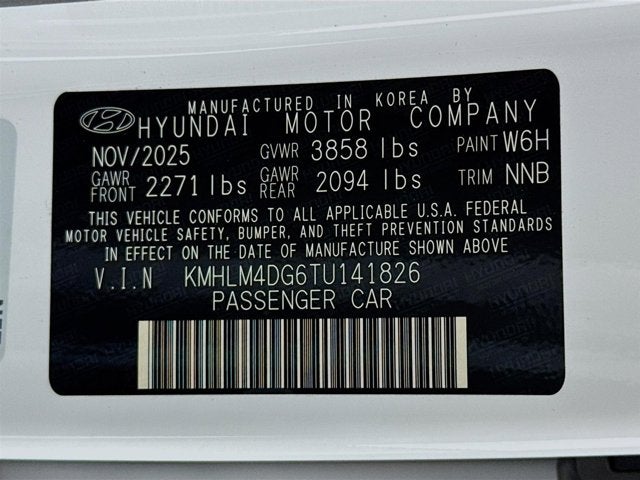 MANUFACTURED IN KOREA BY
HYUNDAI MOTOR COMPANY
NOV/2025 GVWR 3858 lbs PAINT W6H
GAWR FRONT 2271 lbs GAWR REAR 2094 lbs TRIM NNB
THIS VEHICLE CONFORMS TO ALL APPLICABLE U.S.A. FEDERAL
MOTOR VEHICLE SAFETY, BUMPER, AND THEFT PREVENTION STANDARDS
IN EFFECT ON THE DATE OF MANUFACTURE SHOWN ABOVE
V.I.N KMHLM4DG6TU141826
PASSENGER CAR